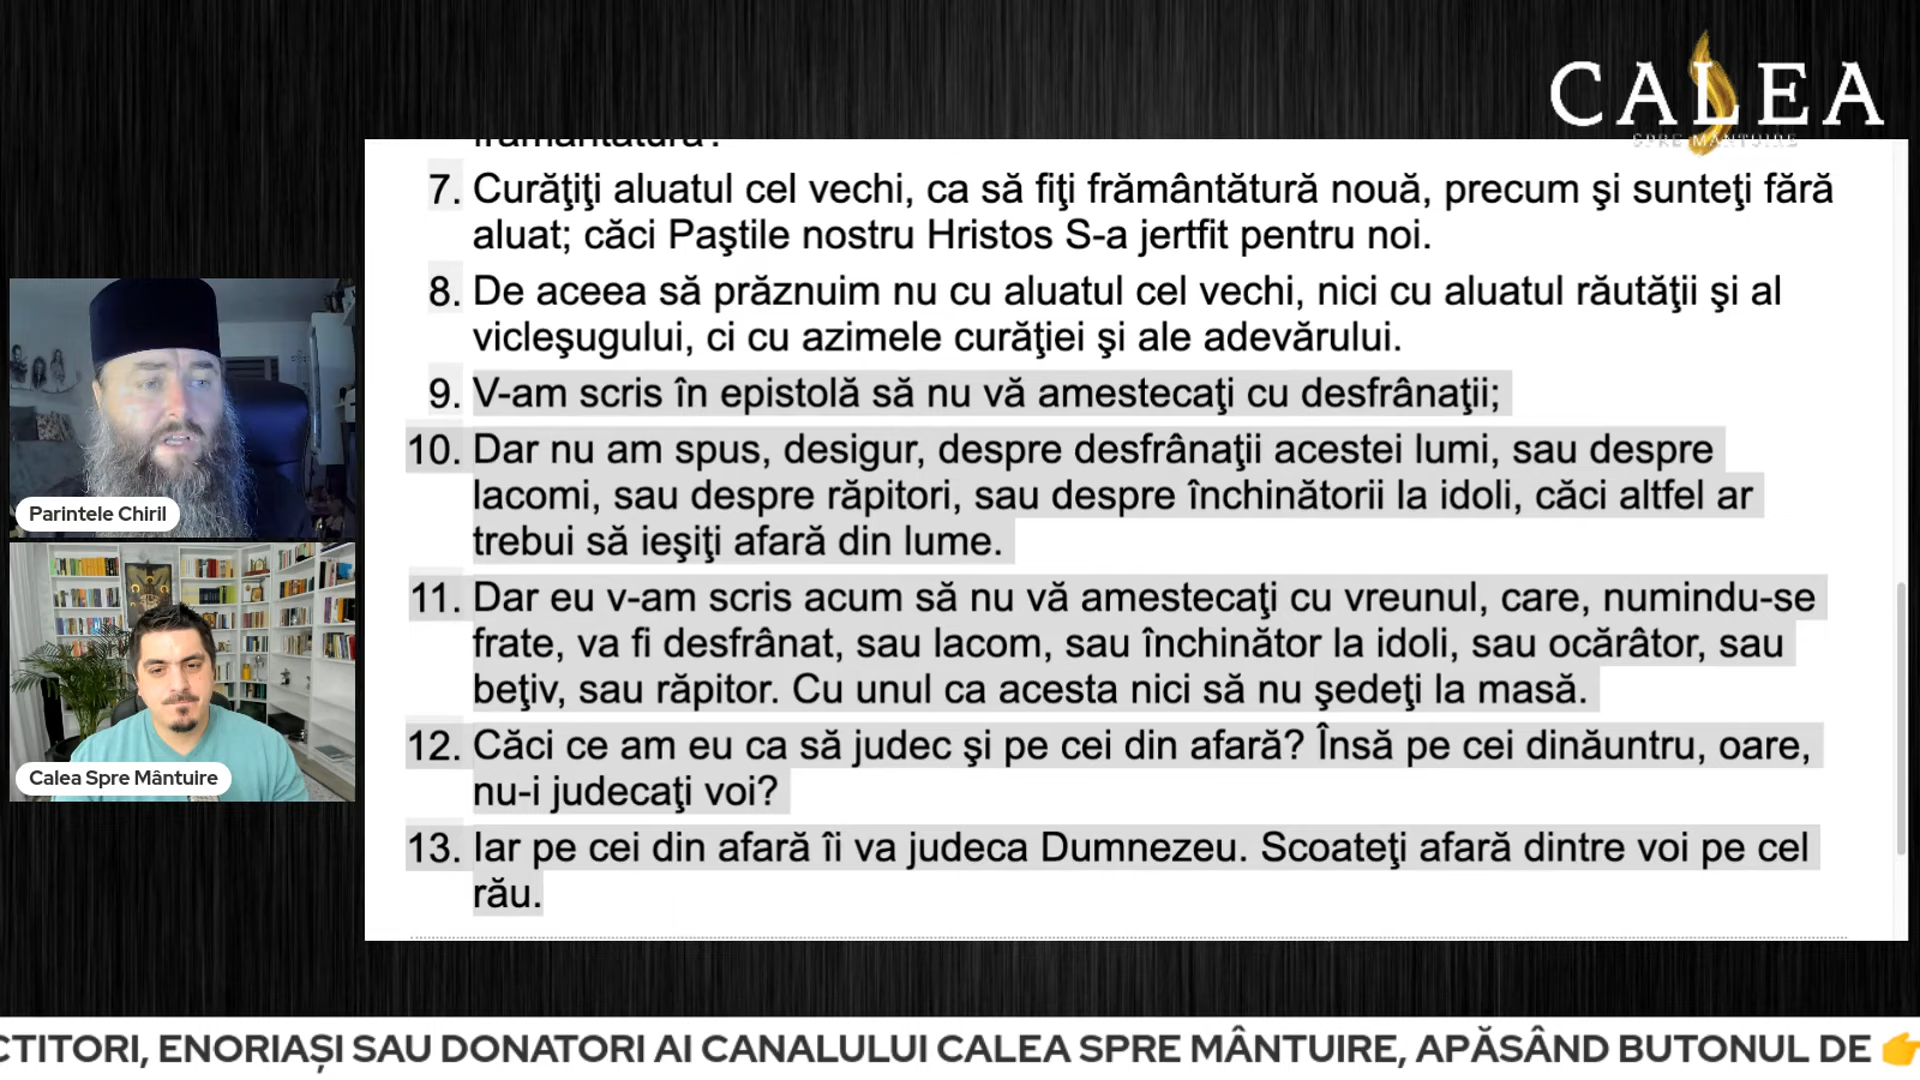 CALEA
SPRE MÂNTUIRE
frământătura?
7. Curăţiţi aluatul cel vechi, ca să fiţi frământătură nouă, precum şi sunteţi fără
aluat; căci Paştile nostru Hristos S-a jertfit pentru noi.
8. De aceea să prăznuim nu cu aluatul cel vechi, nici cu aluatul răutăţii şi al
vicleşugului, ci cu azimele curăţiei şi ale adevărului.
9. V-am scris în epistolă să nu vă amestecaţi cu desfrânaţii;
10. Dar nu am spus, desigur, despre desfrânaţii acestei lumi, sau despre
lacomi, sau despre răpitori, sau despre închinătorii la idoli, căci altfel ar
trebui să ieşiţi afară din lume.
11. Dar eu v-am scris acum să nu vă amestecaţi cu vreunul, care, numindu-se
frate, va fi desfrânat, sau lacom, sau închinător la idoli, sau ocărâtor, sau
beţiv, sau răpitor. Cu unul ca acesta nici să nu şedeţi la masă.
12. Căci ce am eu ca să judec şi pe cei din afară? Însă pe cei dinăuntru, oare,
nu-i judecaţi voi?
13. Iar pe cei din afară îi va judeca Dumnezeu. Scoateţi afară dintre voi pe cel
rău.
Parintele Chiril
Calea Spre Mântuire
CTITORI, ENORIAȘI SAU DONATORI AI CANALULUI CALEA SPRE MÂNTUIRE, APĂSÂND BUTONUL DE 👉